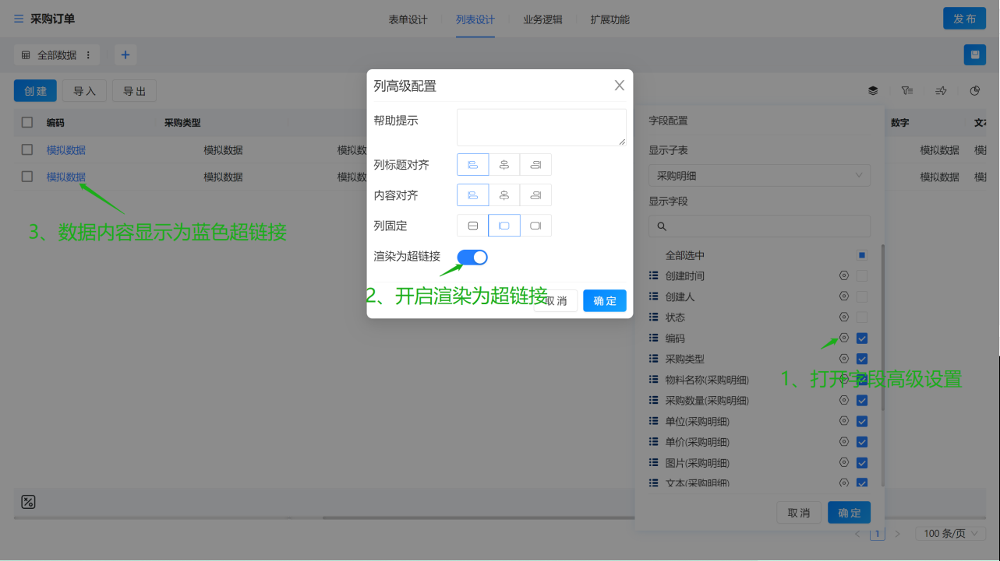 采购订单
表单设计
列表设计
业务逻辑
扩展功能
发布
全部数据
创建
导入
导出
编码
采购类型
数字
模拟数据
模拟数据
模拟数
模拟数据
模拟数据
模拟数据
模拟数
模拟数据
3、数据内容显示为蓝色超链接
列高级配置
帮助提示
列标题对齐
内容对齐
列固定
渲染为超链接
2、开启渲染为超链接
取消
确定
字段配置
显示子表
采购明细
显示字段
全部选中
创建时间
创建人
状态
编码
采购类型
1、打开字段高级设置
物料名称(采购明细)
采购数量(采购明细)
单位(采购明细)
单价(采购明细)
图片(采购明细)
文本(采购明细)
取消
确定
1
100 条/页